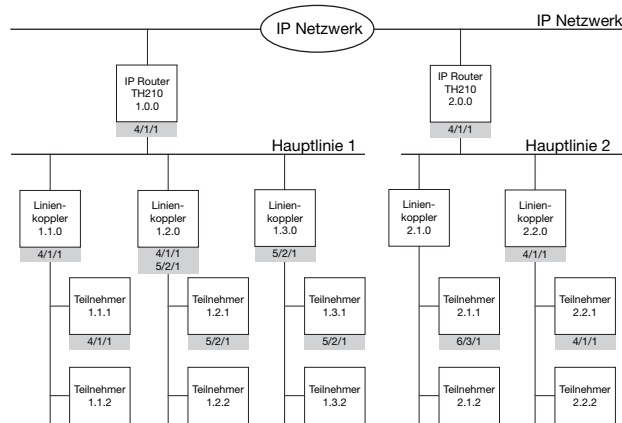 IP Netzwerk
IP Netzwerk
IP Router
TH210
1.0.0
4/1/1
IP Router
TH210
2.0.0
4/1/1
Hauptlinie 1
Hauptlinie 2
Linien-
koppler
1.1.0
4/1/1
Linien-
koppler
1.2.0
4/1/1
5/2/1
Linien-
koppler
1.3.0
5/2/1
Linien-
koppler
2.1.0
Linien-
koppler
2.2.0
4/1/1
Teilnehmer
1.1.1
4/1/1
Teilnehmer
1.2.1
5/2/1
Teilnehmer
1.3.1
5/2/1
Teilnehmer
2.1.1
6/3/1
Teilnehmer
2.2.1
4/1/1
Teilnehmer
1.1.2
Teilnehmer
1.2.2
Teilnehmer
1.3.2
Teilnehmer
2.1.2
Teilnehmer
2.2.2